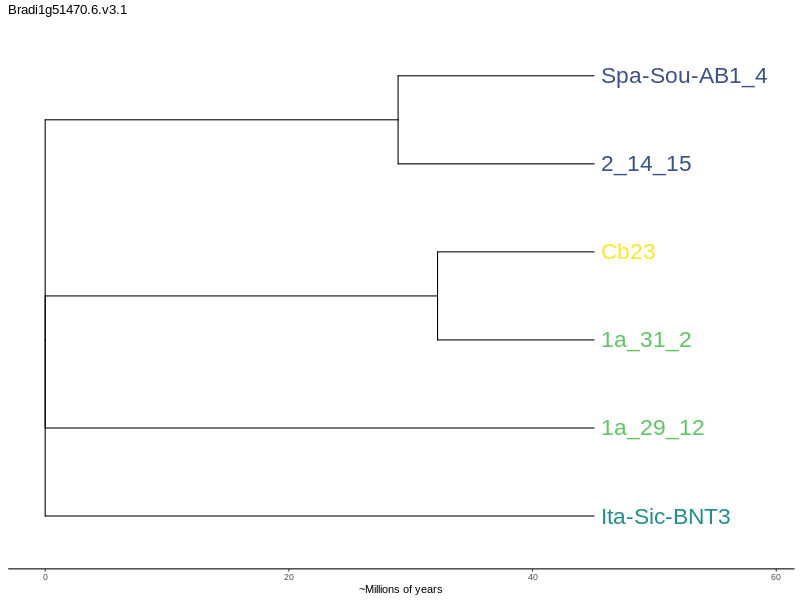 Bradi1g51470.6.v3.1
Spa-Sou-AB1_4
2_14_15
Cb23
1a_31_2
1a_29_12
Ita-Sic-BNT3
0 20 40 60
~Millions of years